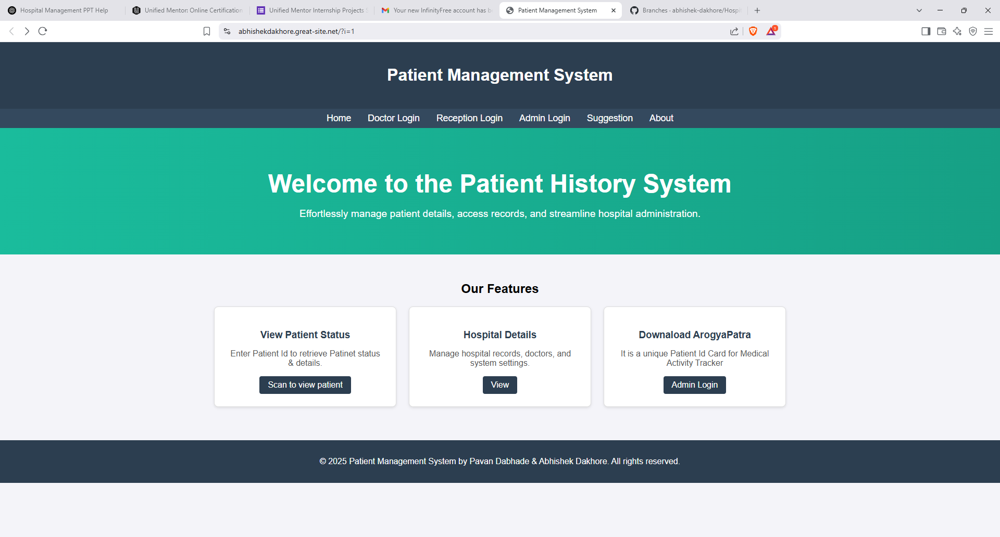 Hospital Management PPT Help
Unified Mentor: Online Certification
Unified Mentor Internship Projects S
Your new InfinityFree account has b
Patient Management System
Branches · abhishek-dakhore/Hospi
abhishekdakhore.great-site.net/?i=1
1
Patient Management System
Home Doctor Login Reception Login Admin Login Suggestion About
Welcome to the Patient History System
Effortlessly manage patient details, access records, and streamline hospital administration.
Our Features
View Patient Status
Enter Patient Id to retrieve Patinet status
& details.
Scan to view patient
Hospital Details
Manage hospital records, doctors, and
system settings.
View
Downaload ArogyaPatra
It is a unique Patient Id Card for Medical
Activity Tracker
Admin Login
© 2025 Patient Management System by Pavan Dabhade & Abhishek Dakhore. All rights reserved.